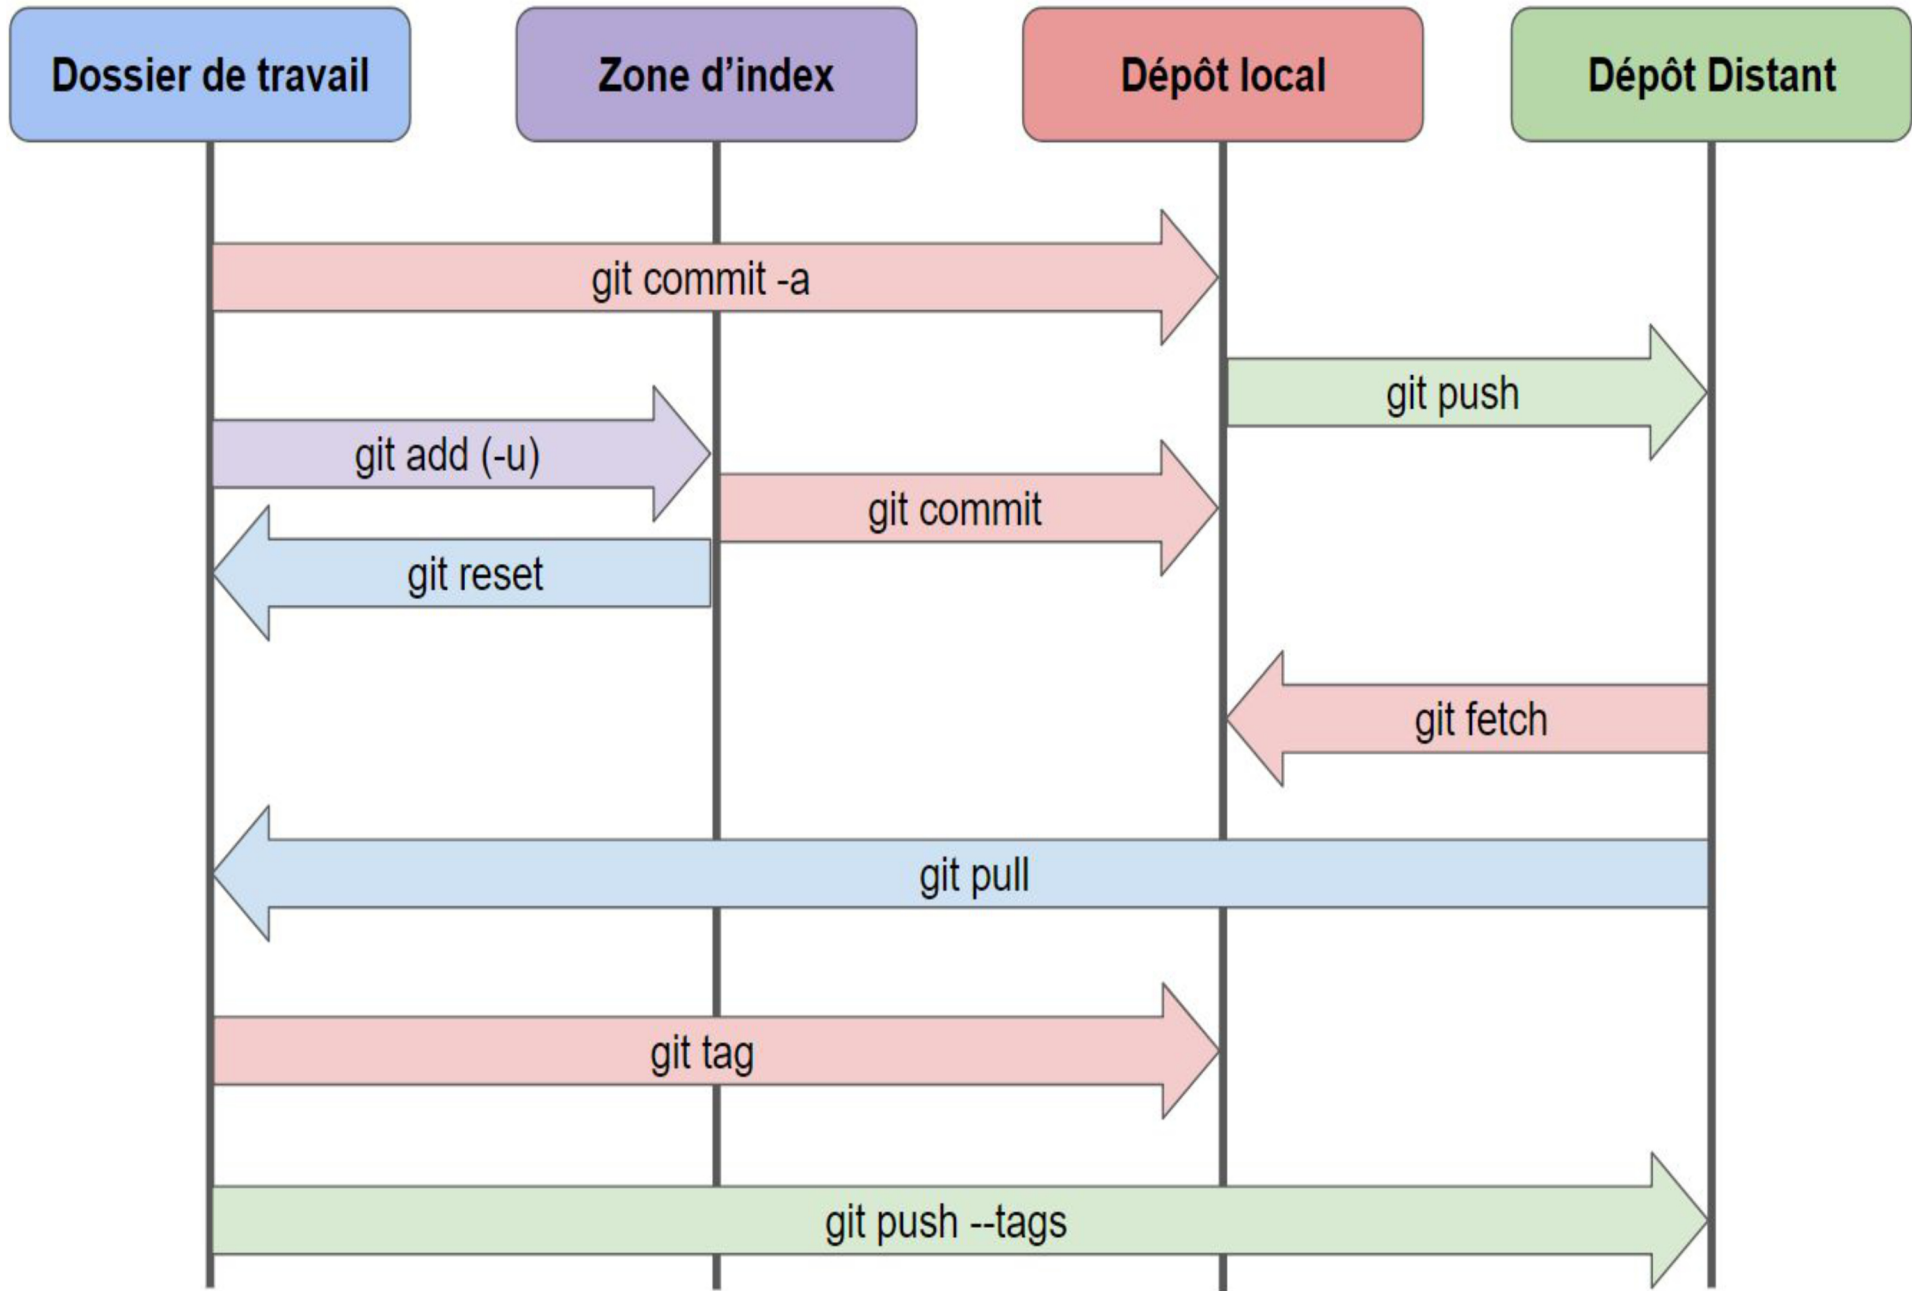 Dossier de travail
Zone d’index
Dépôt local
Dépôt Distant
git commit -a
git push
git add (-u)
git commit
git reset
git fetch
git pull
git tag
git push --tags